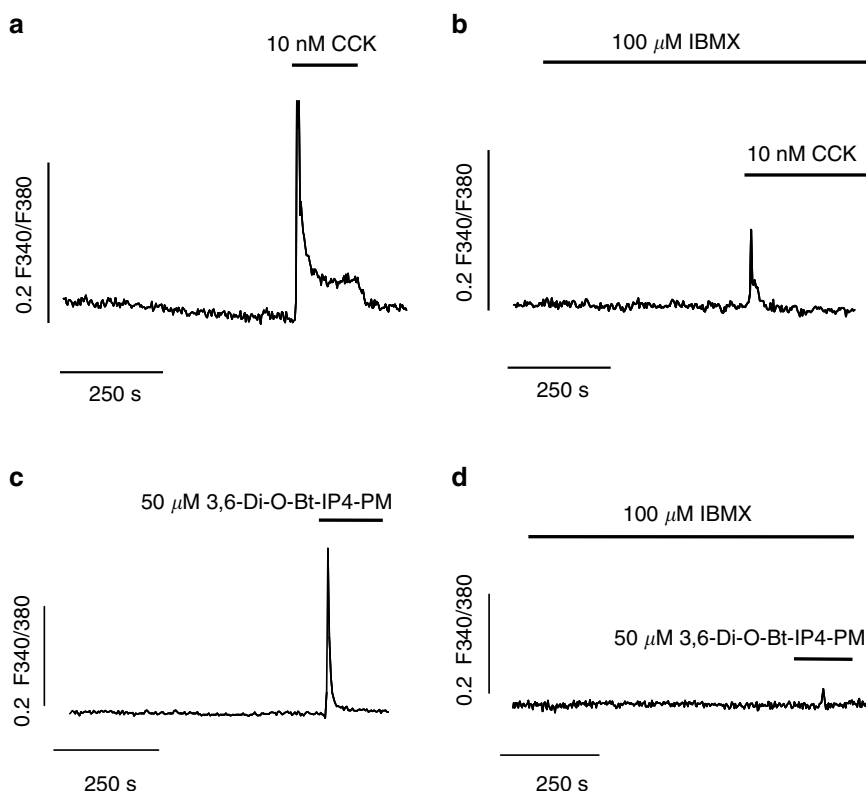 a
10 nM CCK
0.2 F340/F380
250 s
b
100 μM IBMX
10 nM CCK
0.2 F340/F380
250 s
c
50 μM 3,6-Di-O-Bt-IP4-PM
0.2 F340/380
250 s
d
100 μM IBMX
50 μM 3,6-Di-O-Bt-IP4-PM
0.2 F340/380
250 s